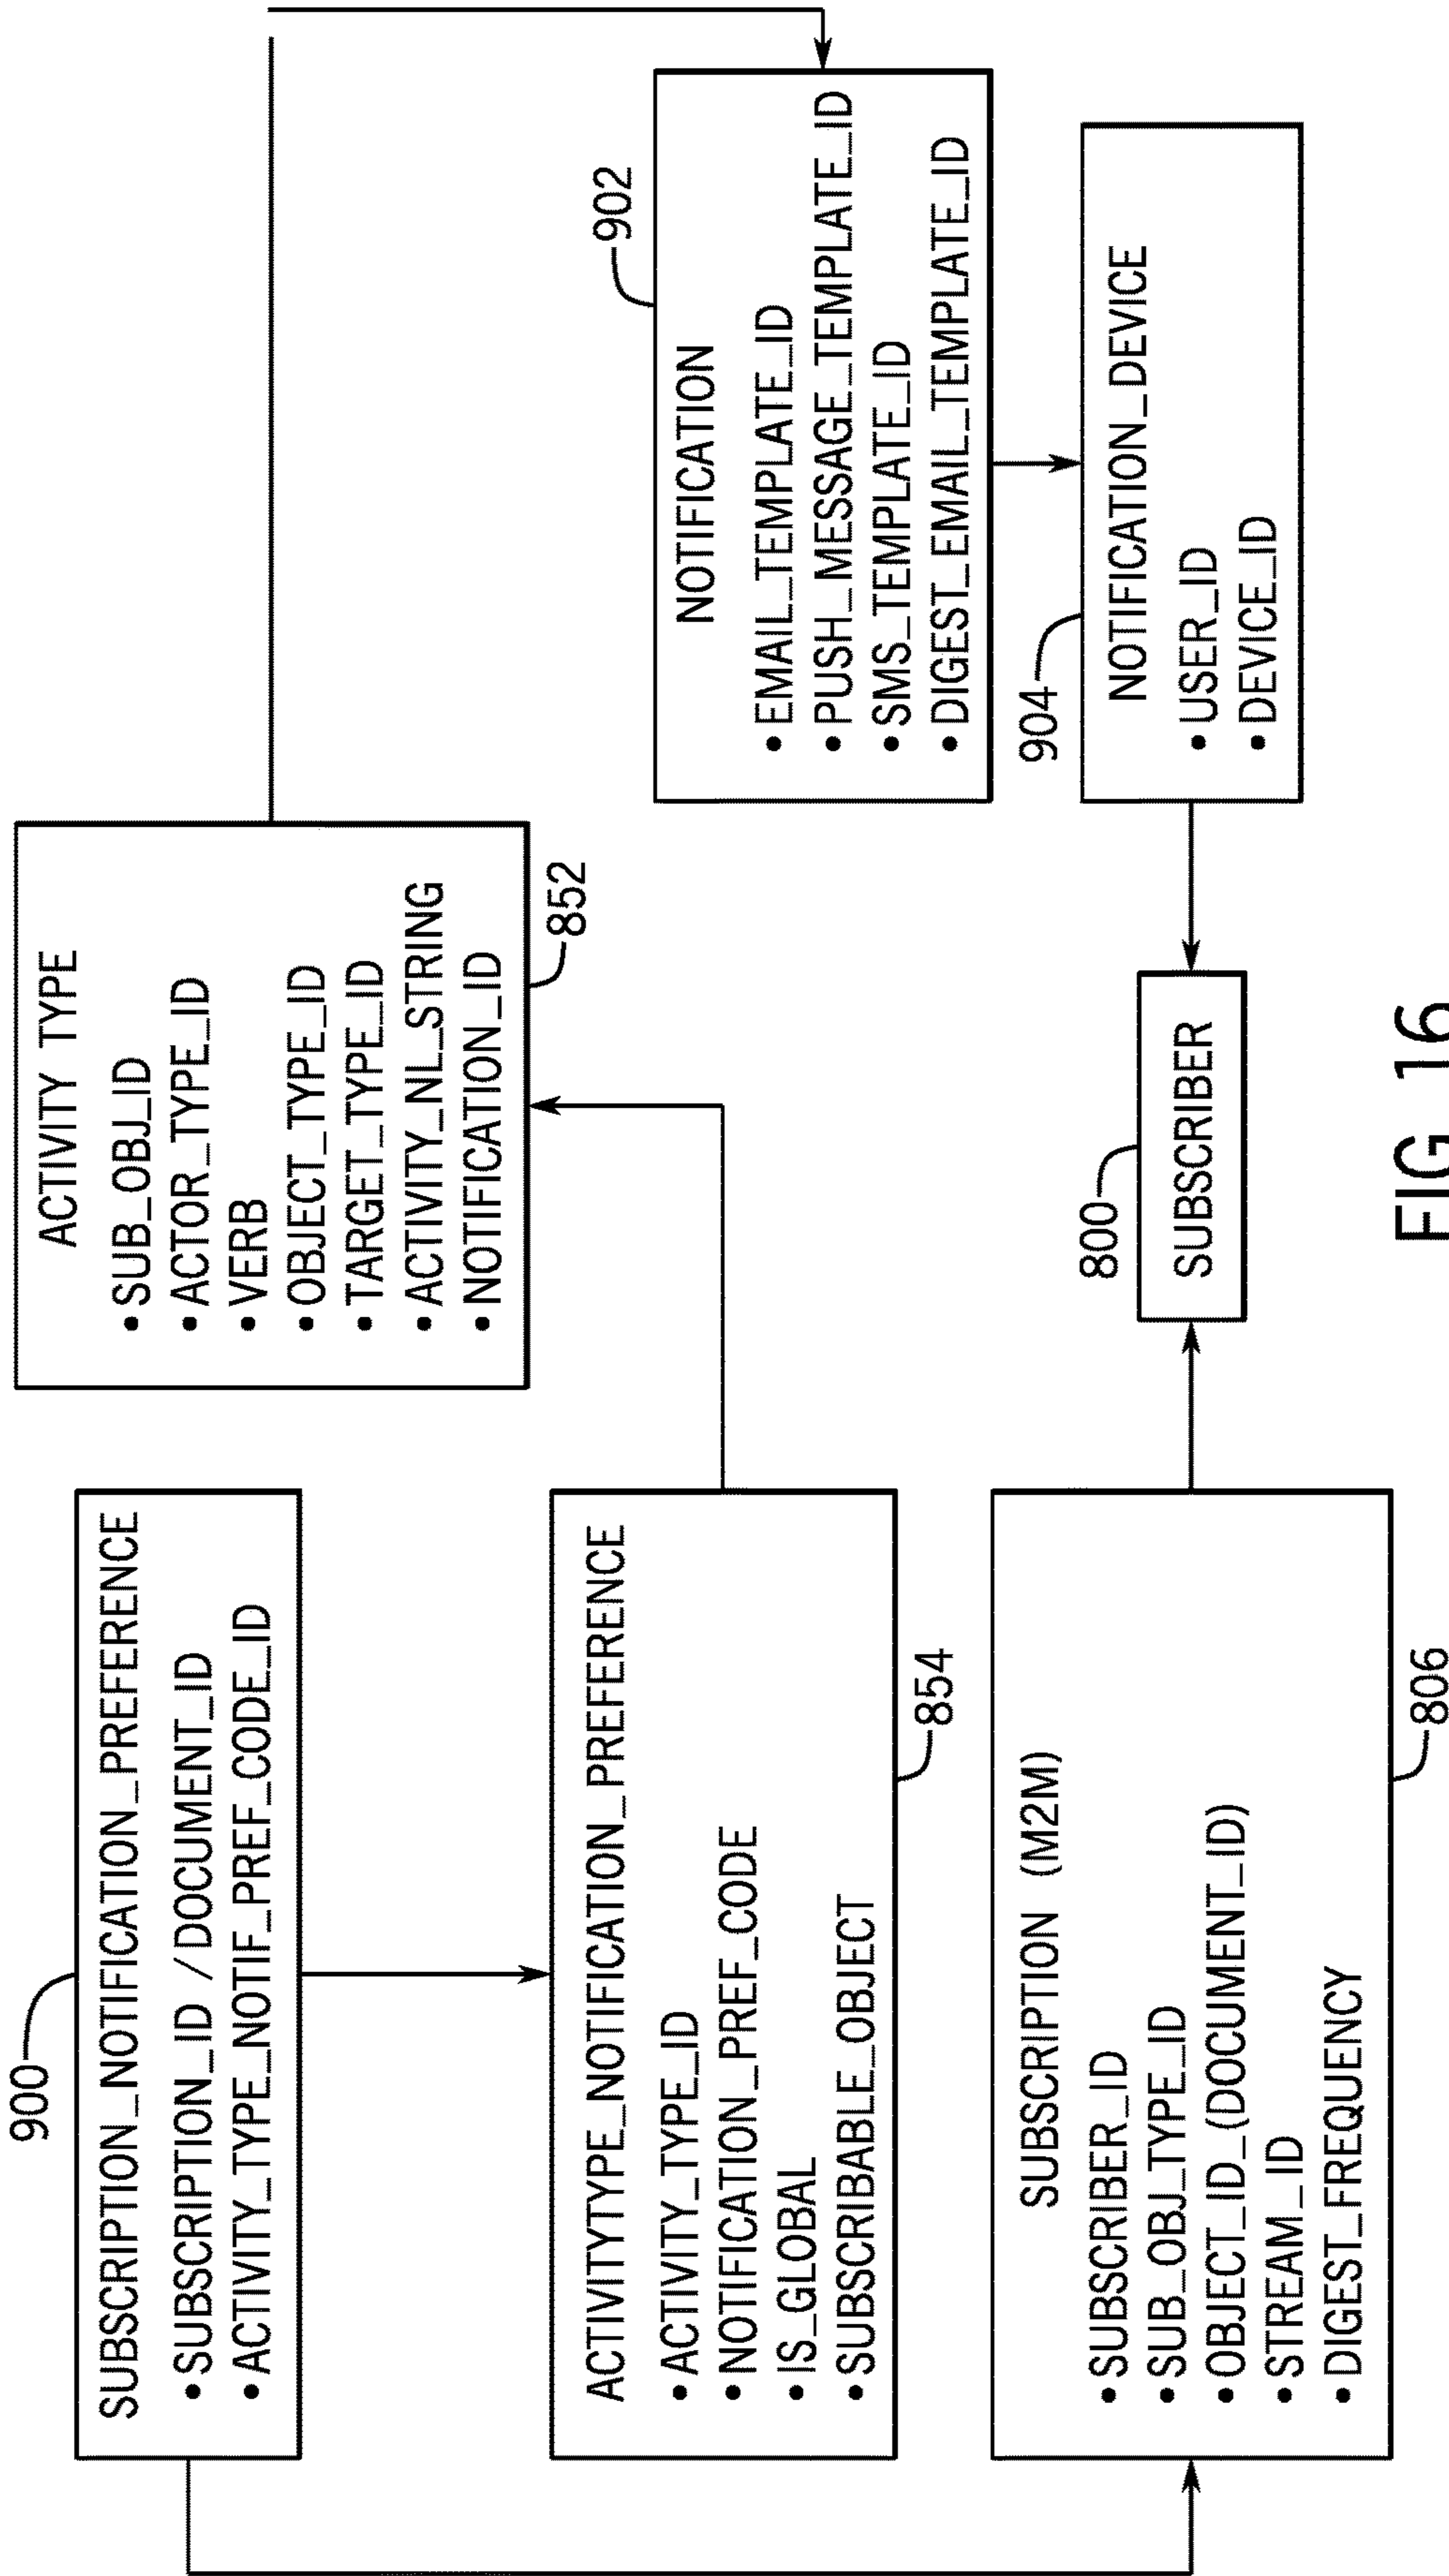 900
SUBSCRIPTION_NOTIFICATION_PREFERENCE
• SUBSCRIPTION_ID / DOCUMENT_ID
• ACTIVITY_TYPE_NOTIF_PREF_CODE_ID
ACTIVITYTYPE_NOTIFICATION_PREFERENCE
• ACTIVITY_TYPE_ID
• NOTIFICATION_PREF_CODE
• IS_GLOBAL
• SUBSCRIBABLE_OBJECT
854
SUBSCRIPTION (M2M)
• SUBSCRIBER_ID
• SUB_OBJ_TYPE_ID
• OBJECT_ID_(DOCUMENT_ID)
• STREAM_ID
• DIGEST_FREQUENCY
806
ACTIVITY TYPE
• SUB_OBJ_ID
• ACTOR_TYPE_ID
• VERB
• OBJECT_TYPE_ID
• TARGET_TYPE_ID
• ACTIVITY_NL_STRING
• NOTIFICATION_ID
852
800
SUBSCRIBER
902
NOTIFICATION
• EMAIL_TEMPLATE_ID
• PUSH_MESSAGE_TEMPLATE_ID
• SMS_TEMPLATE_ID
• DIGEST_EMAIL_TEMPLATE_ID
904
NOTIFICATION_DEVICE
• USER_ID
• DEVICE_ID
FIG. 16